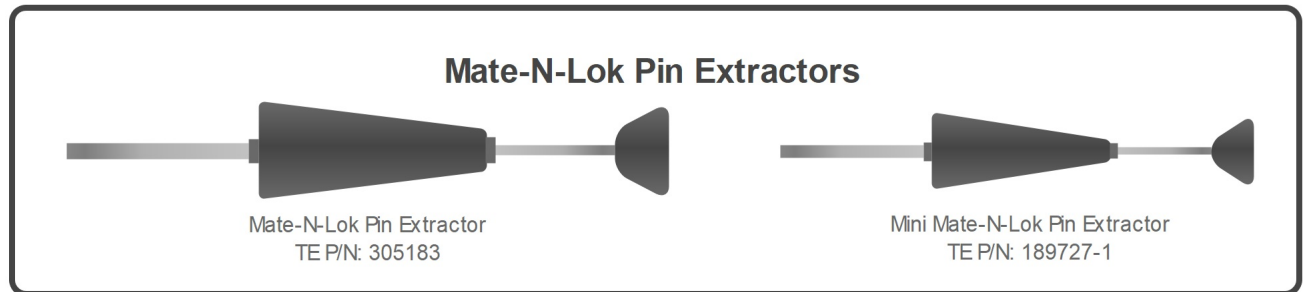 Mate-N-Lok Pin Extractors
Mate-N-Lok Pin Extractor
TE P/N: 305183
Mini Mate-N-Lok Pin Extractor
TE P/N: 189727-1